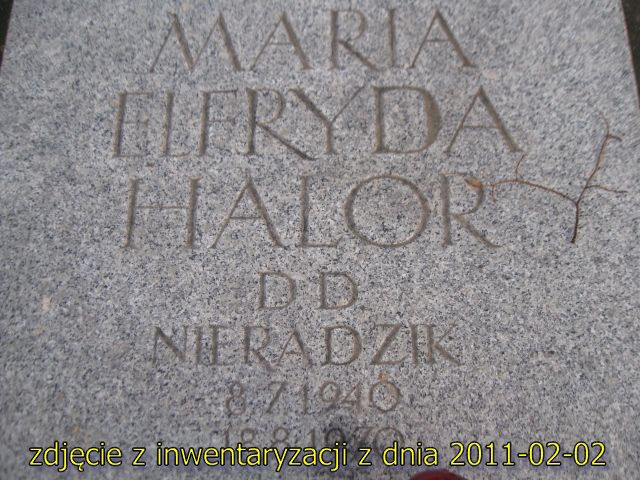 MARIA
ELFRYDA
HALOR
D D
NIERADZIK
8 7 1940
zdjęcie z inwentaryzacji z dnia 2011-02-02